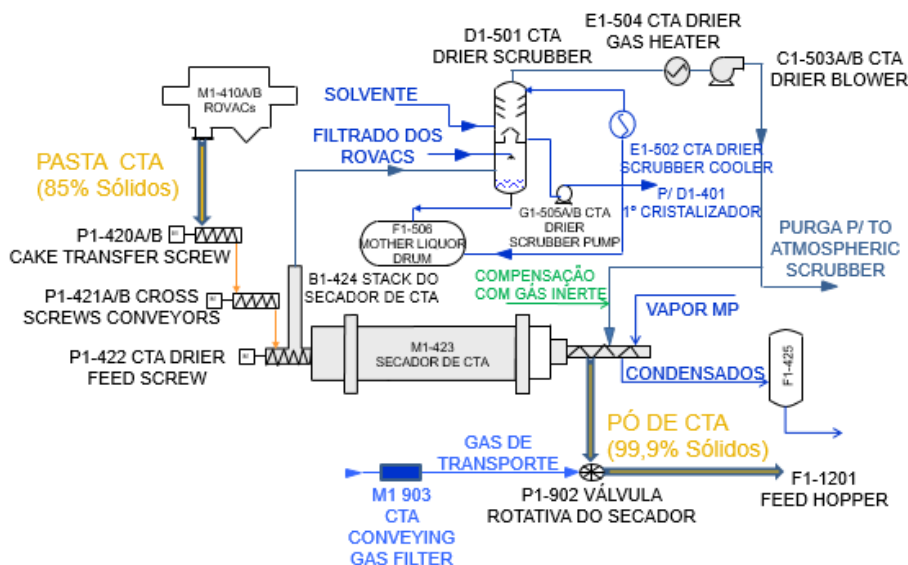 E1-504 CTA DRIER
GAS HEATER
D1-501 CTA
DRIER SCRUBBER
C1-503A/B CTA
DRIER BLOWER
M1-410A/B
ROVACs
SOLVENTE
FILTRADO DOS
ROVACS
E1-502 CTA DRIER
SCRUBBER COOLER
PASTA CTA
(85% Sólidos)
P/ D1-401
1º CRISTALIZADOR
G1-505A/B CTA
DRIER
SCRUBBER PUMP
F1-506
MOTHER LIQUOR
DRUM
PURGA P/ TO
ATMOSPHERIC
SCRUBBER
P1-420A/B
CAKE TRANSFER SCREW
B1-424 STACK DO
SECADOR DE CTA
COMPENSAÇÃO
COM GÁS INERTE
P1-421A/B CROSS
SCREWS CONVEYORS
VAPOR MP
P1-422 CTA DRIER
FEED SCREW
M1-423
SECADOR DE CTA
CONDENSADOS
F1-425
PÓ DE CTA
(99,9% Sólidos)
GAS DE
TRANSPORTE
M1 903
CTA
CONVEYING
GAS FILTER
P1-902 VÁLVULA
ROTATIVA DO SECADOR
F1-1201
FEED HOPPER